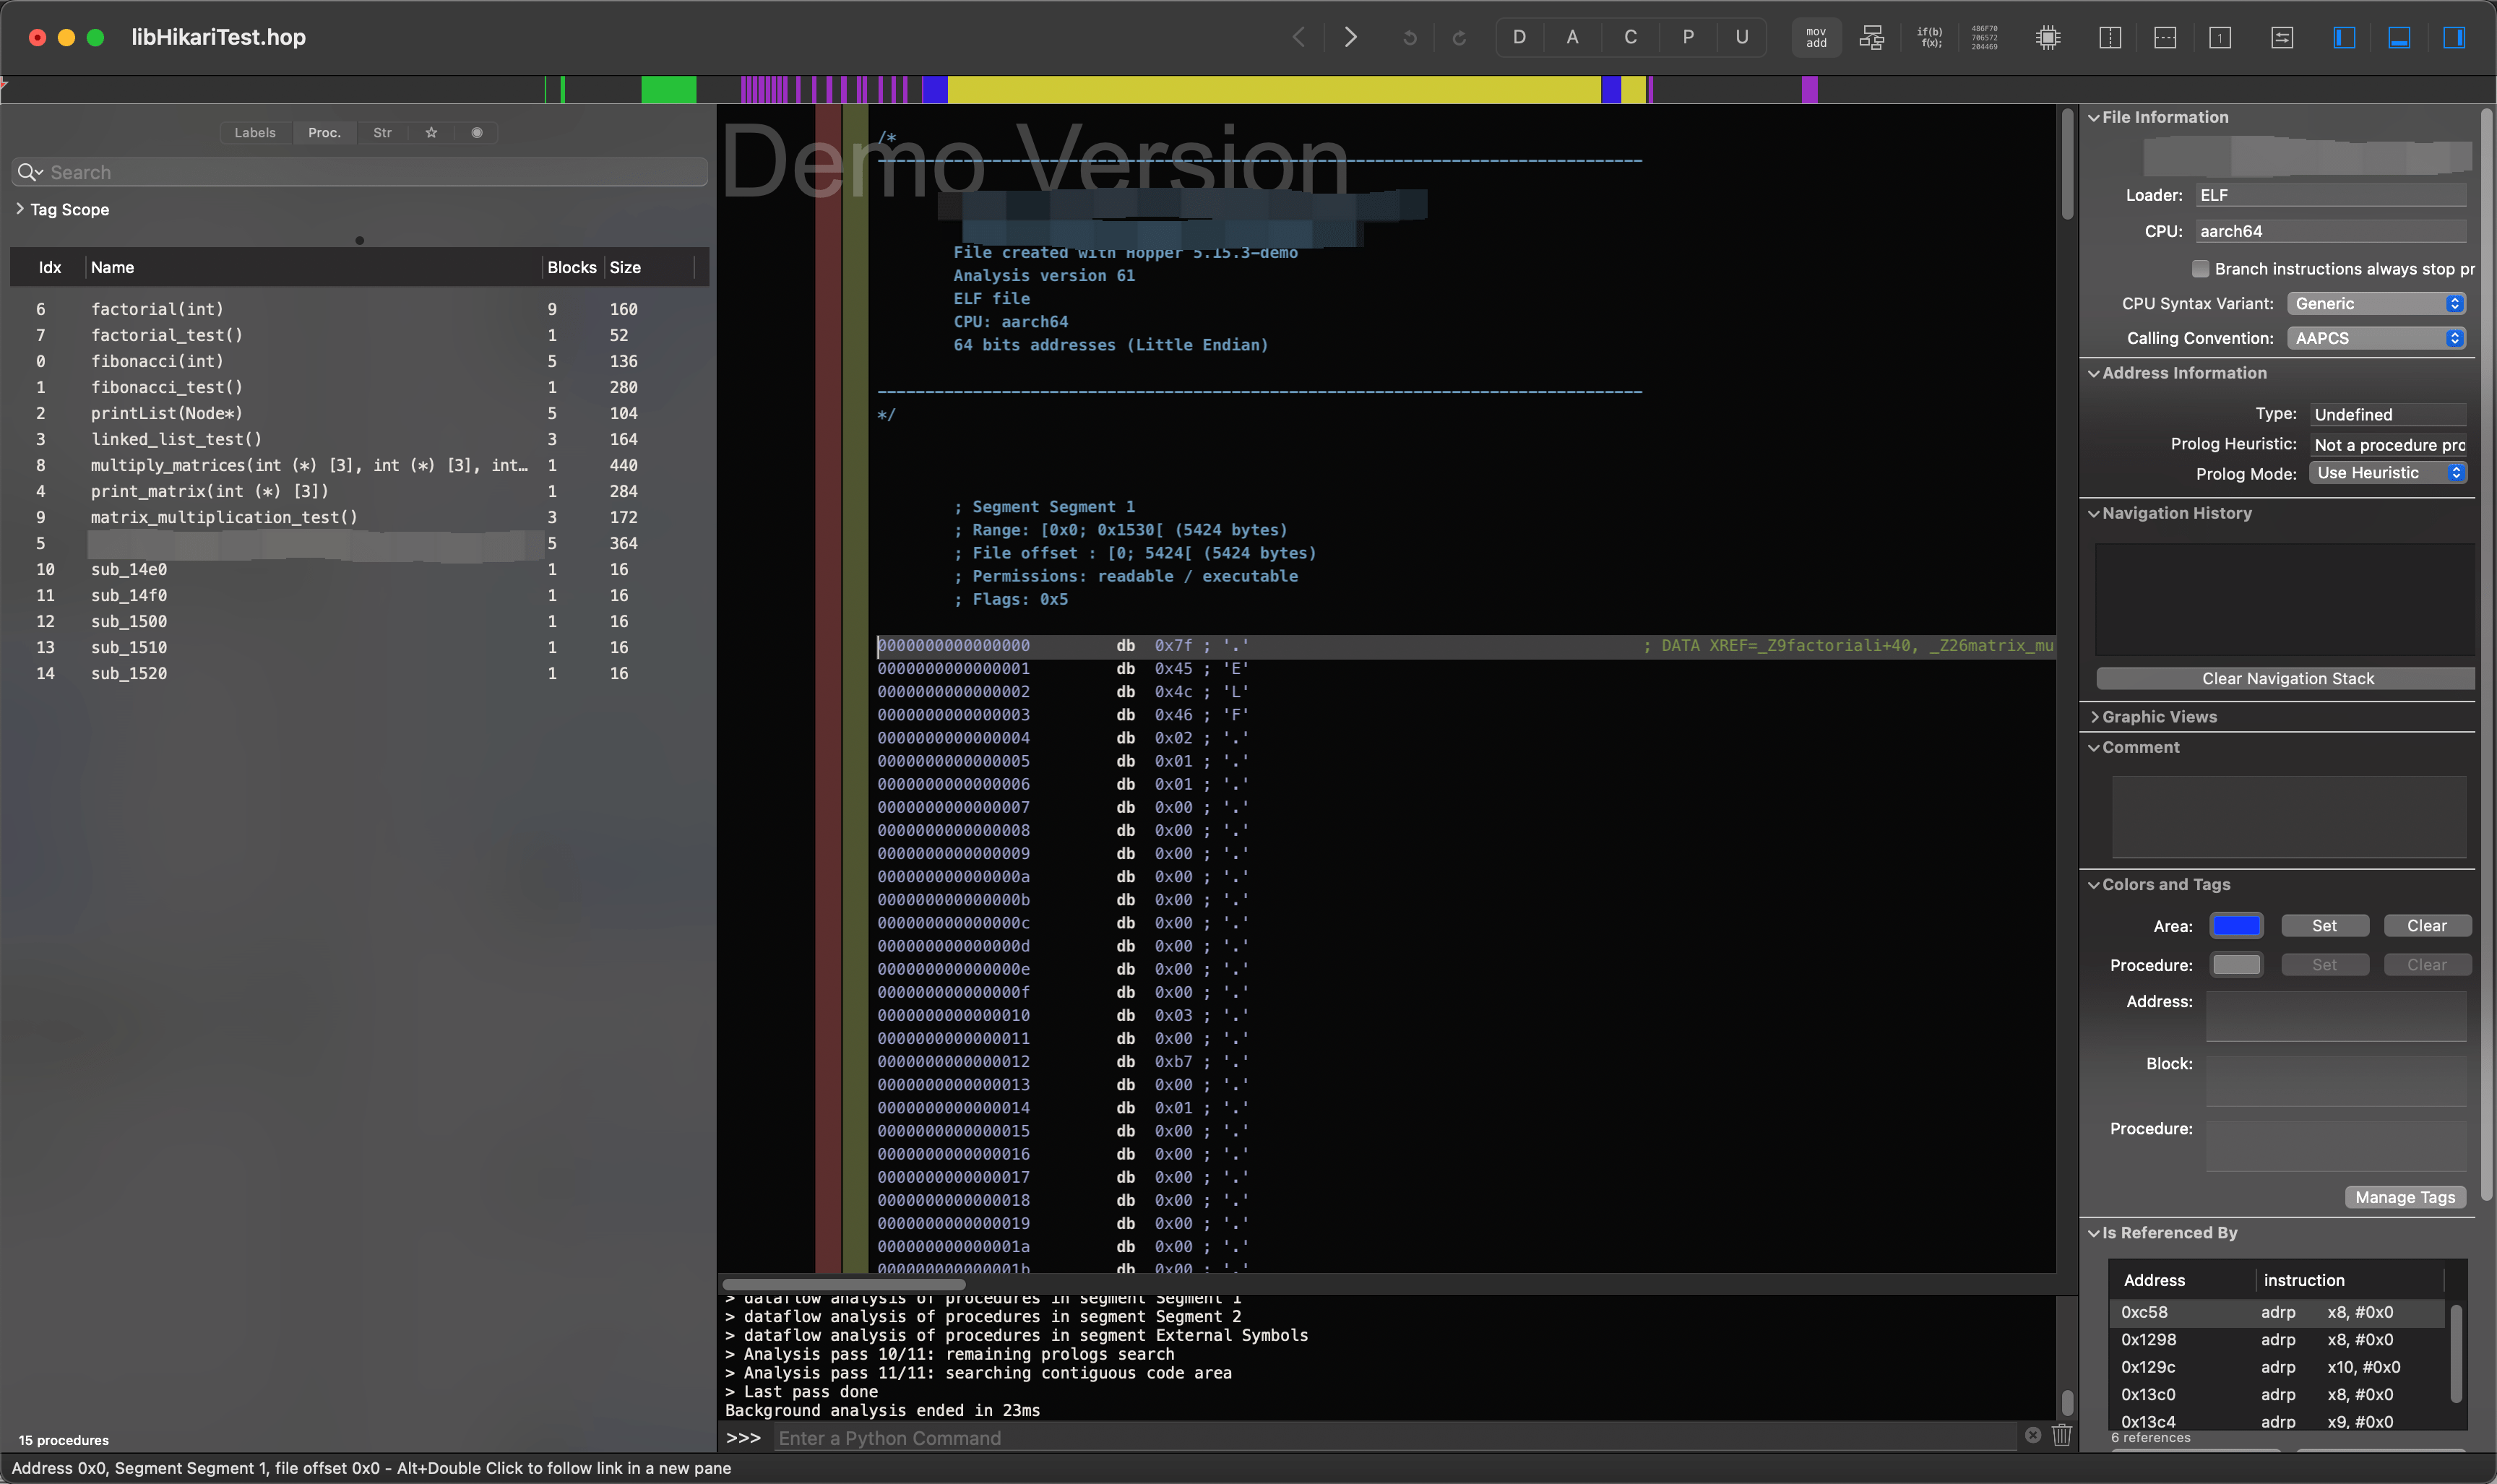 libHikariTest.hop
D A C P U
mov
add
if(b)
f(x);
486F70
706572
204469
1
Labels Proc. Str
Search
Tag Scope
Idx Name Blocks Size
6 factorial(int) 9 160
7 factorial_test() 1 52
0 fibonacci(int) 5 136
1 fibonacci_test() 1 280
2 printList(Node*) 5 104
3 linked_list_test() 3 164
8 multiply_matrices(int (*) [3], int (*) [3], int… 1 440
4 print_matrix(int (*) [3]) 1 284
9 matrix_multiplication_test() 3 172
5 5 364
10 sub_14e0 1 16
11 sub_14f0 1 16
12 sub_1500 1 16
13 sub_1510 1 16
14 sub_1520 1 16
15 procedures
Demo Version
/*
File created with Hopper 5.15.3-demo
Analysis version 61
ELF file
CPU: aarch64
64 bits addresses (Little Endian)
*/
; Segment Segment 1
; Range: [0x0; 0x1530[ (5424 bytes)
; File offset : [0; 5424[ (5424 bytes)
; Permissions: readable / executable
; Flags: 0x5
0000000000000000 db 0x7f ; '.' ; DATA XREF=_Z9factoriali+40, _Z26matrix_mu
0000000000000001 db 0x45 ; 'E'
0000000000000002 db 0x4c ; 'L'
0000000000000003 db 0x46 ; 'F'
0000000000000004 db 0x02 ; '.'
0000000000000005 db 0x01 ; '.'
0000000000000006 db 0x01 ; '.'
0000000000000007 db 0x00 ; '.'
0000000000000008 db 0x00 ; '.'
0000000000000009 db 0x00 ; '.'
000000000000000a db 0x00 ; '.'
000000000000000b db 0x00 ; '.'
000000000000000c db 0x00 ; '.'
000000000000000d db 0x00 ; '.'
000000000000000e db 0x00 ; '.'
000000000000000f db 0x00 ; '.'
0000000000000010 db 0x03 ; '.'
0000000000000011 db 0x00 ; '.'
0000000000000012 db 0xb7 ; '.'
0000000000000013 db 0x00 ; '.'
0000000000000014 db 0x01 ; '.'
0000000000000015 db 0x00 ; '.'
0000000000000016 db 0x00 ; '.'
0000000000000017 db 0x00 ; '.'
0000000000000018 db 0x00 ; '.'
0000000000000019 db 0x00 ; '.'
000000000000001a db 0x00 ; '.'
000000000000001b db 0x00 ; '.'
> dataflow analysis of procedures in segment Segment 1
> dataflow analysis of procedures in segment Segment 2
> dataflow analysis of procedures in segment External Symbols
> Analysis pass 10/11: remaining prologs search
> Analysis pass 11/11: searching contiguous code area
> Last pass done
Background analysis ended in 23ms
>>> Enter a Python Command
File Information
Loader: ELF
CPU: aarch64
Branch instructions always stop pr
CPU Syntax Variant: Generic
Calling Convention: AAPCS
Address Information
Type: Undefined
Prolog Heuristic: Not a procedure pro
Prolog Mode: Use Heuristic
Navigation History
Clear Navigation Stack
Graphic Views
Comment
Colors and Tags
Area: Set Clear
Procedure: Set Clear
Address:
Block:
Procedure:
Manage Tags
Is Referenced By
Address instruction
0xc58 adrp x8, #0x0
0x1298 adrp x8, #0x0
0x129c adrp x10, #0x0
0x13c0 adrp x8, #0x0
0x13c4 adrp x9, #0x0
6 references
Address 0x0, Segment Segment 1, file offset 0x0 - Alt+Double Click to follow link in a new pane